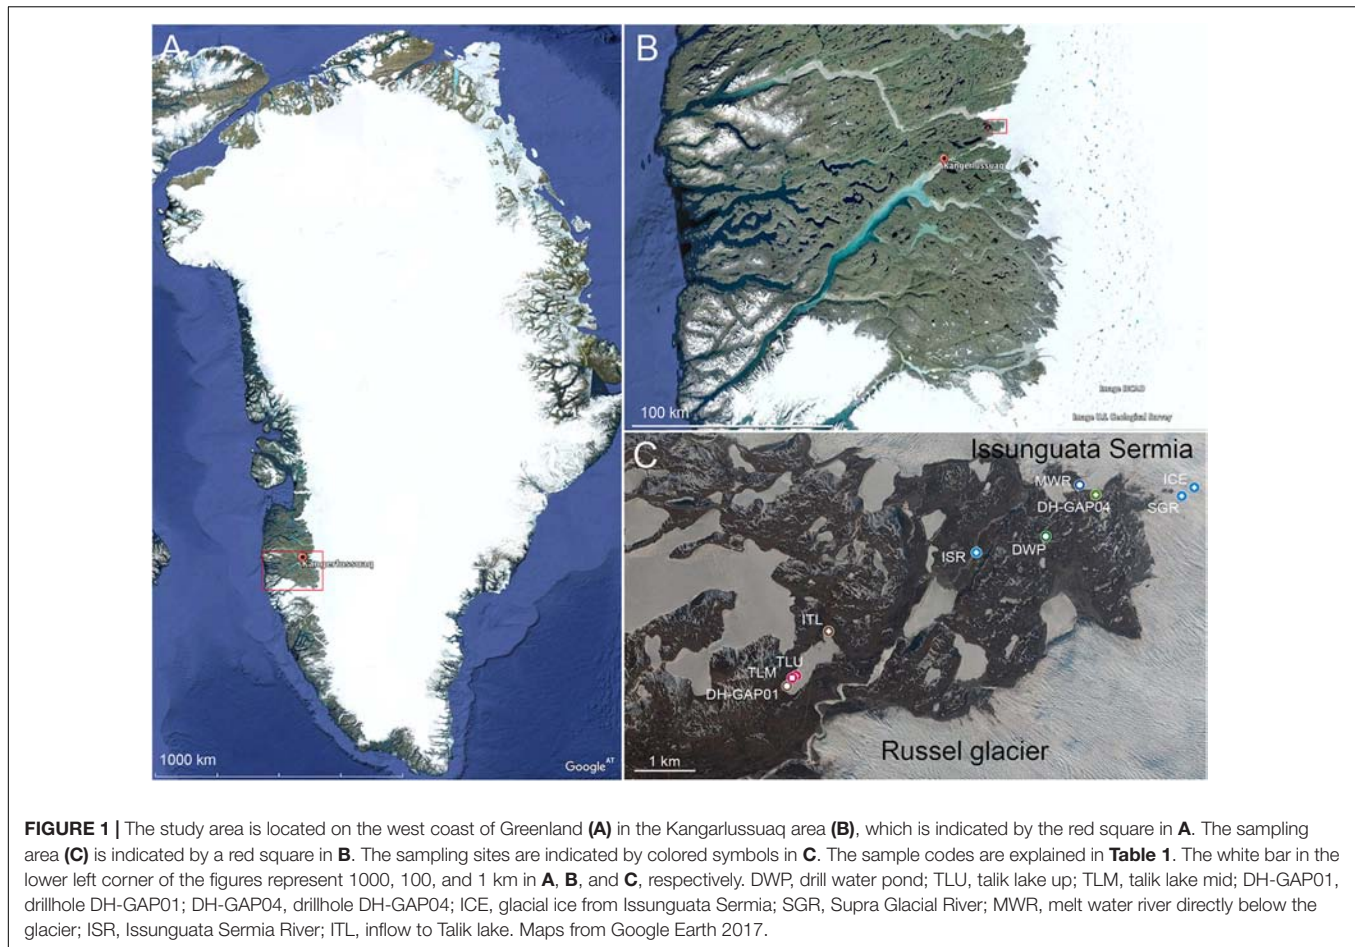 A
Kangerlussuaq
1000 km
Google
AT
B
Kangerlussuaq
100 km
Image IBCAO
Image U.S. Geological Survey
C
Issunguata Sermia
MWR
ICE
DH-GAP04
SGR
DWP
ISR
ITL
TLU
TLM
DH-GAP01
Russel glacier
1 km
FIGURE 1 | The study area is located on the west coast of Greenland (A) in the Kangarlussuaq area (B), which is indicated by the red square in A. The sampling
area (C) is indicated by a red square in B. The sampling sites are indicated by colored symbols in C. The sample codes are explained in Table 1. The white bar in the
lower left corner of the figures represent 1000, 100, and 1 km in A, B, and C, respectively. DWP, drill water pond; TLU, talik lake up; TLM, talik lake mid; DH-GAP01,
drillhole DH-GAP01; DH-GAP04, drillhole DH-GAP04; ICE, glacial ice from Issunguata Sermia; SGR, Supra Glacial River; MWR, melt water river directly below the
glacier; ISR, Issunguata Sermia River; ITL, inflow to Talik lake. Maps from Google Earth 2017.